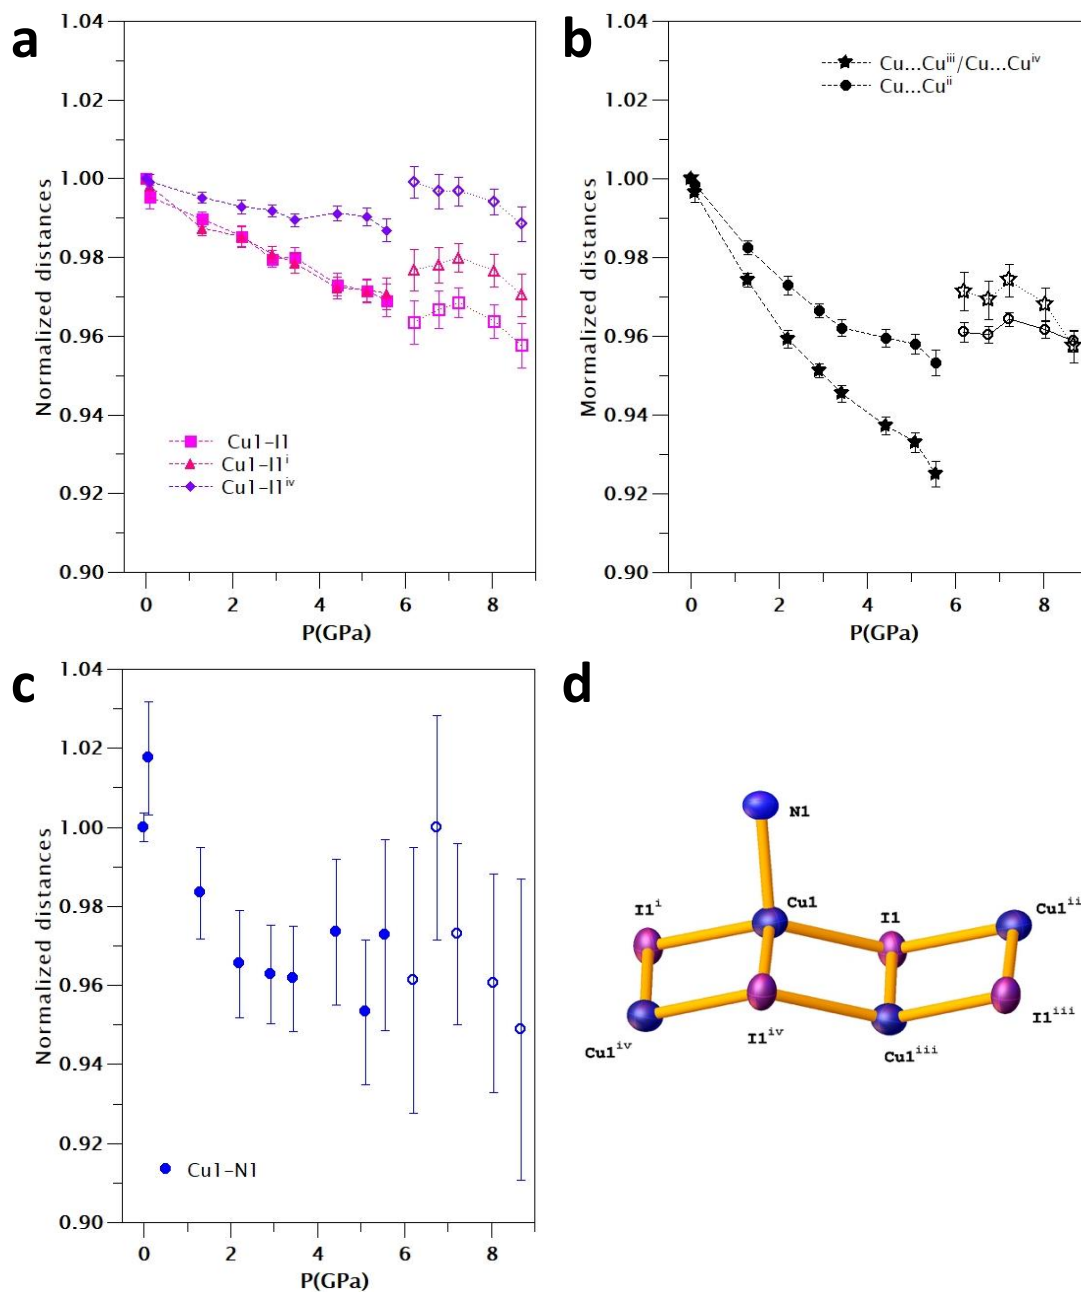 a
1.04
1.02
1.00
0.98
0.96
0.94
0.92
0.90
Normalized distances
Cu1-I1
Cu1-I1ⁱ
Cu1-I1ⁱᵛ
0 2 4 6 8
P(GPa)
b
1.04
1.02
1.00
0.98
0.96
0.94
0.92
0.90
Mormalized distances
Cu...Cuⁱⁱⁱ/Cu...Cuⁱᵛ
Cu...Cuⁱⁱ
0 2 4 6 8
P(GPa)
c
1.04
1.02
1.00
0.98
0.96
0.94
0.92
0.90
Normalized distances
Cu1-N1
0 2 4 6 8
P(GPa)
d
N1
Cu1
I1ⁱ
I1
Cu1ⁱⁱ
Cu1ⁱᵛ
I1ⁱᵛ
Cu1ⁱⁱⁱ
I1ⁱⁱⁱ